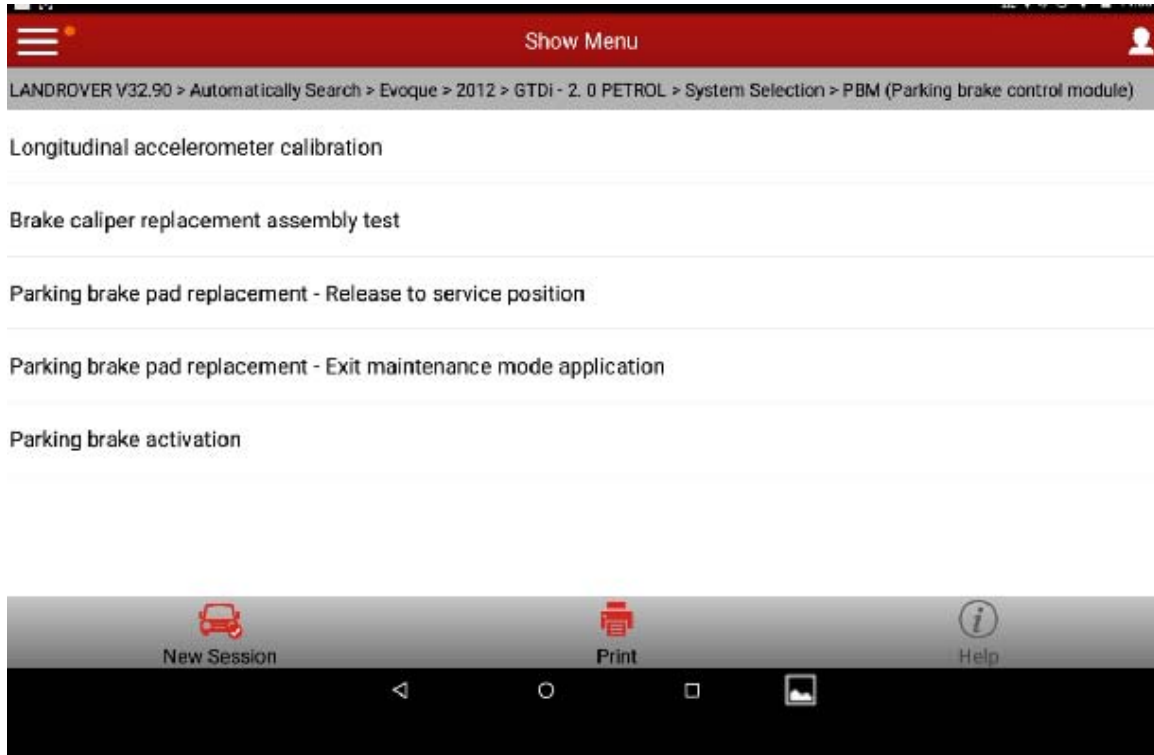 Show Menu
LANDROVER V32.90 > Automatically Search > Evoque > 2012 > GTDi - 2. 0 PETROL > System Selection > PBM (Parking brake control module)
Longitudinal accelerometer calibration
Brake caliper replacement assembly test
Parking brake pad replacement - Release to service position
Parking brake pad replacement - Exit maintenance mode application
Parking brake activation
New Session
Print
Help